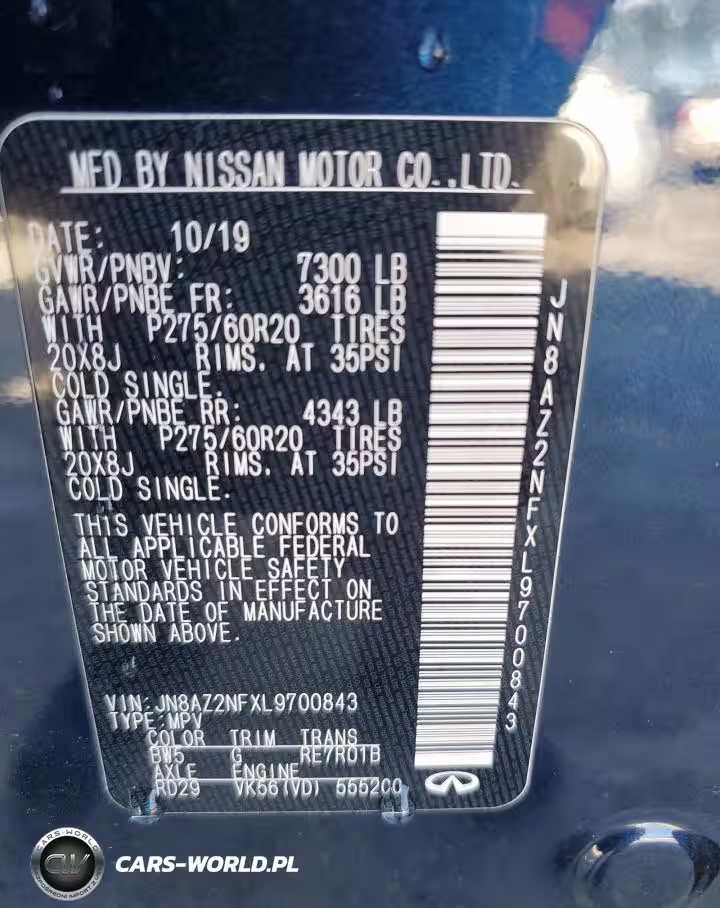 MFD BY NISSAN MOTOR CO.,LTD.
DATE: 10/19
GVWR/PNBV: 7300 LB
GAWR/PNBE FR: 3616 LB
WITH P275/60R20 TIRES
20X8J RIMS. AT 35PSI
COLD SINGLE.
GAWR/PNBE RR: 4343 LB
WITH P275/60R20 TIRES
20X8J RIMS. AT 35PSI
COLD SINGLE.
THIS VEHICLE CONFORMS TO
ALL APPLICABLE FEDERAL
MOTOR VEHICLE SAFETY
STANDARDS IN EFFECT ON
THE DATE OF MANUFACTURE
SHOWN ABOVE.
VIN:JN8AZ2NFXL9700843
TYPE:MPV
COLOR TRIM TRANS
BW5 G RE7R01B
AXLE ENGINE
RD29 VK56(VD) 5552CC
JN8AZ2NFXL9700843
CARS-WORLD
CW
CARS-WORLD.PL